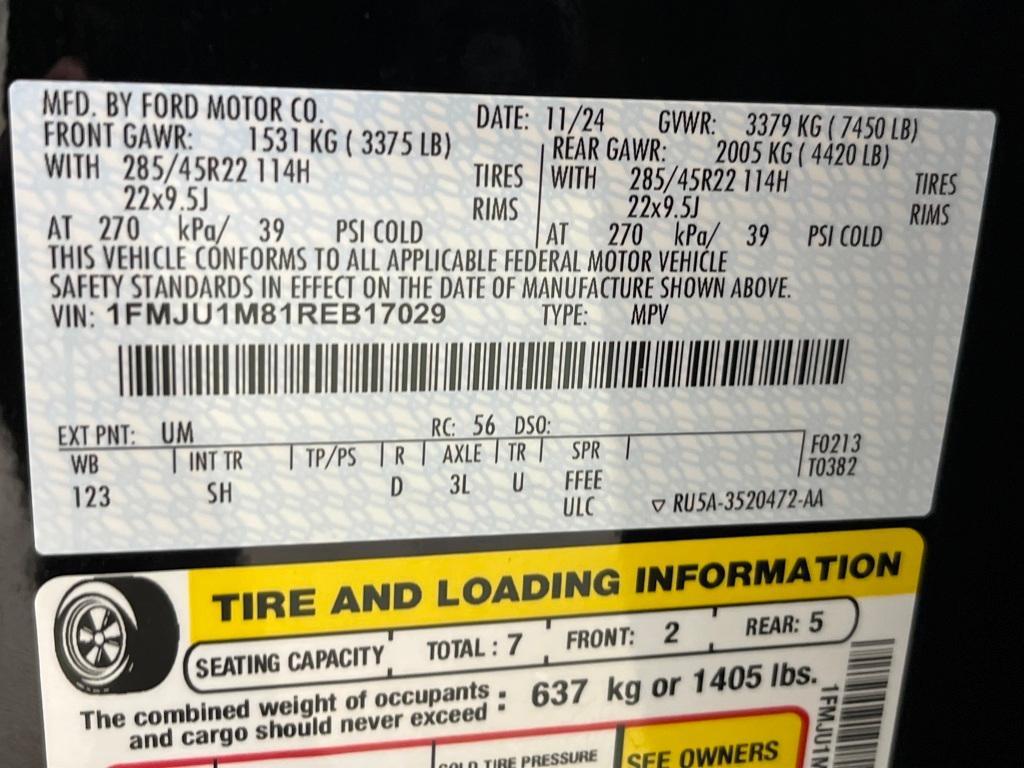 MFD. BY FORD MOTOR CO. DATE: 11/24 GVWR: 3379 KG ( 7450 LB)
FRONT GAWR: 1531 KG ( 3375 LB) REAR GAWR: 2005 KG ( 4420 LB)
WITH 285/45R22 114H TIRES WITH 285/45R22 114H TIRES
22x9.5J RIMS 22x9.5J RIMS
AT 270 kPa/ 39 PSI COLD AT 270 kPa/ 39 PSI COLD
THIS VEHICLE CONFORMS TO ALL APPLICABLE FEDERAL MOTOR VEHICLE
SAFETY STANDARDS IN EFFECT ON THE DATE OF MANUFACTURE SHOWN ABOVE.
VIN: 1FMJU1M81REB17029 TYPE: MPV
EXT PNT: UM RC: 56 DSO:
WB INT TR TP/PS R AXLE TR SPR F0213
T0382
123 SH D 3L U FFEE
ULC RU5A-3520472-AA
TIRE AND LOADING INFORMATION
SEATING CAPACITY TOTAL : 7 FRONT: 2 REAR: 5
The combined weight of occupants and cargo should never exceed : 637 kg or 1405 lbs.
1FMJU1M
TIRE PRESSURE SEE OWNERS